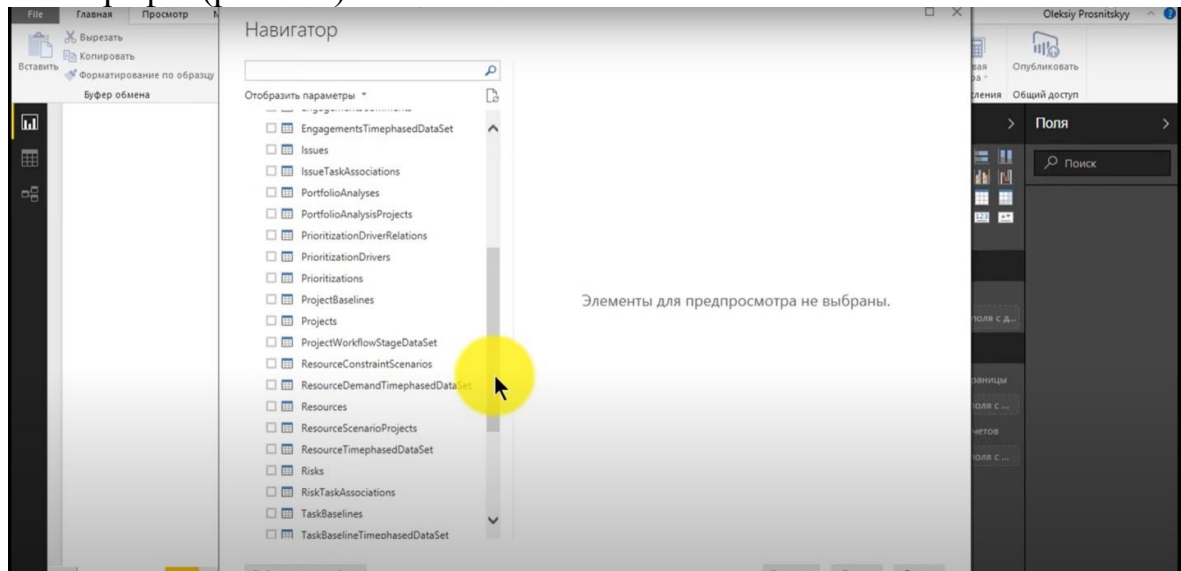 File Главная Просмотр
Oleksiy Prosnitskyy
Вырезать
Копировать
Форматирование по образцу
Вставить
Буфер обмена
Навигатор
Отобразить параметры
EngagementsTimephasedDataSet
Issues
IssueTaskAssociations
PortfolioAnalyses
PortfolioAnalysisProjects
PrioritizationDriverRelations
PrioritizationDrivers
Prioritizations
ProjectBaselines
Projects
ProjectWorkflowStageDataSet
ResourceConstraintScenarios
ResourceDemandTimephasedDataSet
Resources
ResourceScenarioProjects
ResourceTimephasedDataSet
Risks
RiskTaskAssociations
TaskBaselines
TaskBaselineTimephasedDataSet
Элементы для предпросмотра не выбраны.
Опубликовать
Общий доступ
Поля
Поиск
123